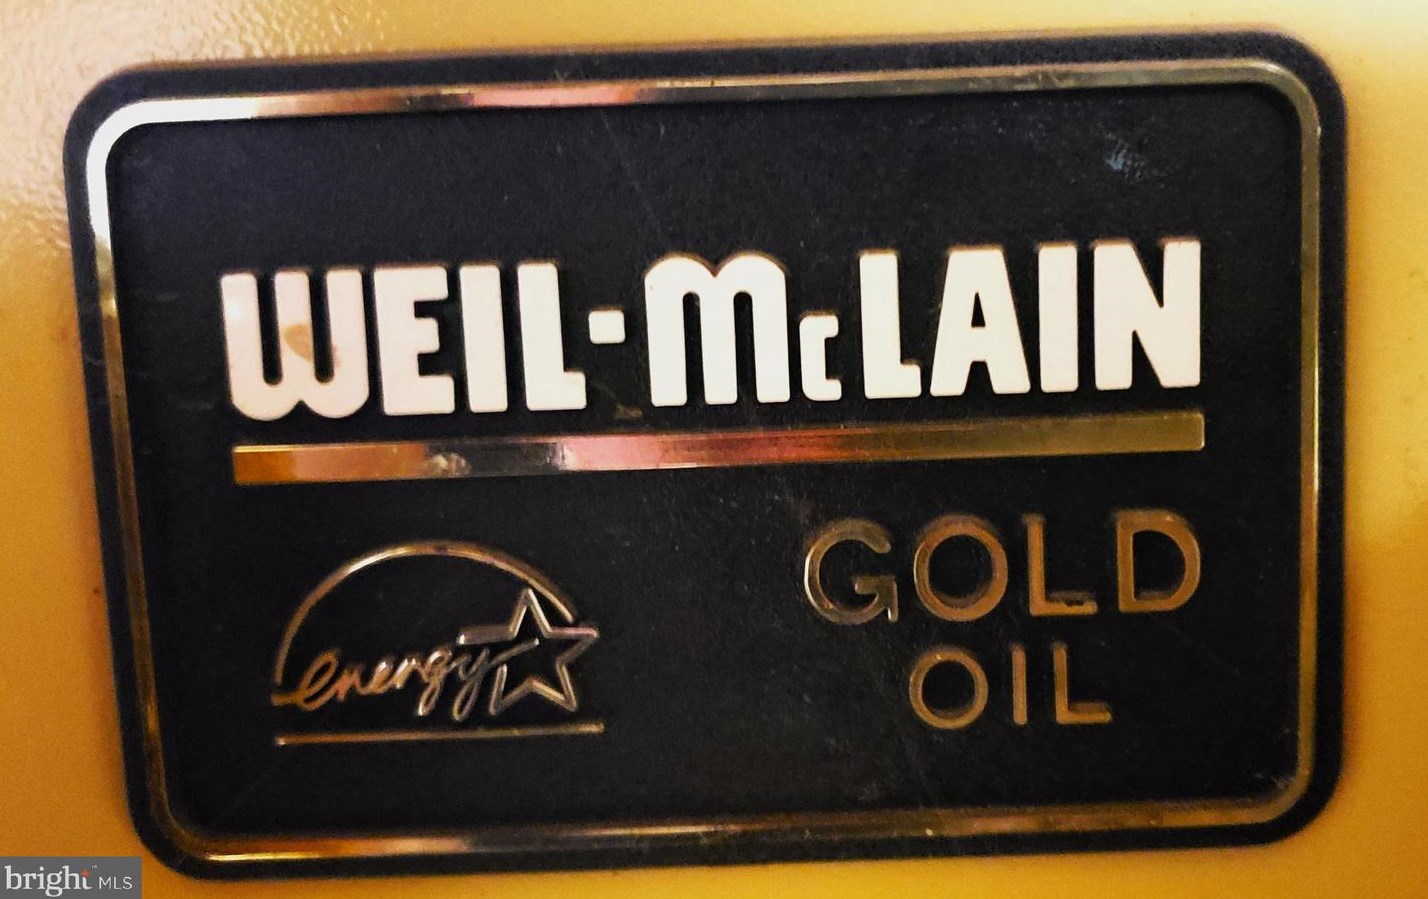 WEIL-McLAIN
GOLD
OIL
energy
bright MLS